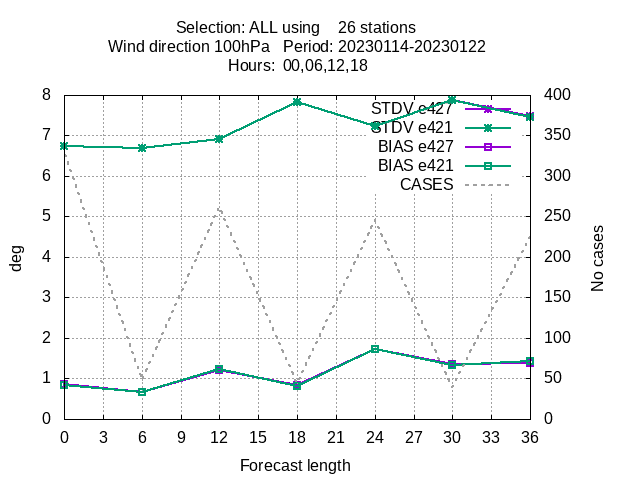 Selection: ALL using    26 stations
Wind direction 100hPa   Period: 20230114-20230122
Hours:  00,06,12,18
8 400
7 350
6 300
5 250
4 200
3 150
2 100
1 50
0 0
STDV e427
STDV e421
BIAS e427
BIAS e421
CASES
deg
No cases
0 3 6 9 12 15 18 21 24 27 30 33 36
Forecast length